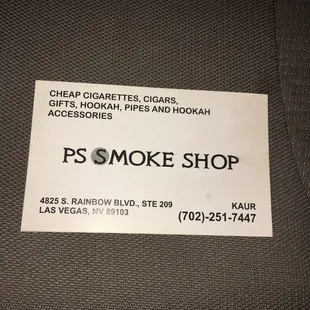 CHEAP CIGARETTES, CIGARS,
GIFTS, HOOKAH, PIPES AND HOOKAH
ACCESSORIES
PS SMOKE SHOP
4825 S. RAINBOW BLVD., STE 209
LAS VEGAS, NV 89103
KAUR
(702)-251-7447